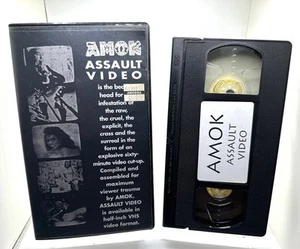 AMOK
ASSAULT
VIDEO
is the
head for
infestation of
the raw,
the cruel, the
explicit, the
crass and the
surreal in the
form of an
explosive sixty-
minute video cut-up.
Compiled and
assembled for
maximum
viewer trauma
by AMOK,
ASSAULT VIDEO
is available in
half-inch VHS
video format.
AMOK
ASSAULT
VIDEO